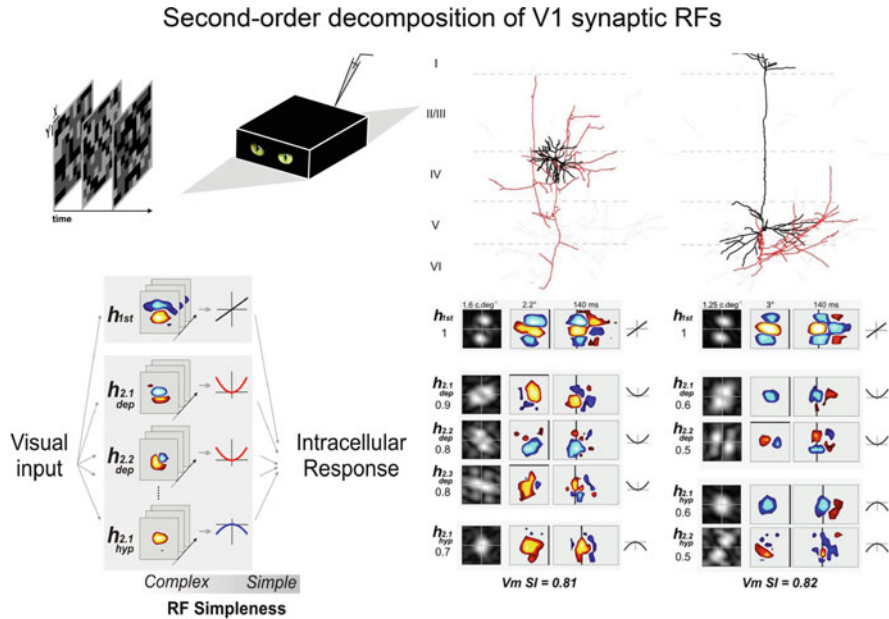 Second-order decomposition of V1 synaptic RFs
time
I
II/III
IV
V
VI
h1st
h2.1
dep
h2.2
dep
h2.1
hyp
Visual
input
Intracellular
Response
Complex
Simple
RF Simpleness
1.6 c.deg-
2.2°
140 ms
h1st
1
h2.1
dep
0.9
h2.2
dep
0.8
h2.3
dep
0.8
h2.1
hyp
0.7
Vm SI = 0.81
1.25 c.deg-
3°
140 ms
h1st
1
h2.1
dep
0.6
h2.2
dep
0.5
h2.1
hyp
0.6
h2.2
hyp
0.5
Vm SI = 0.82